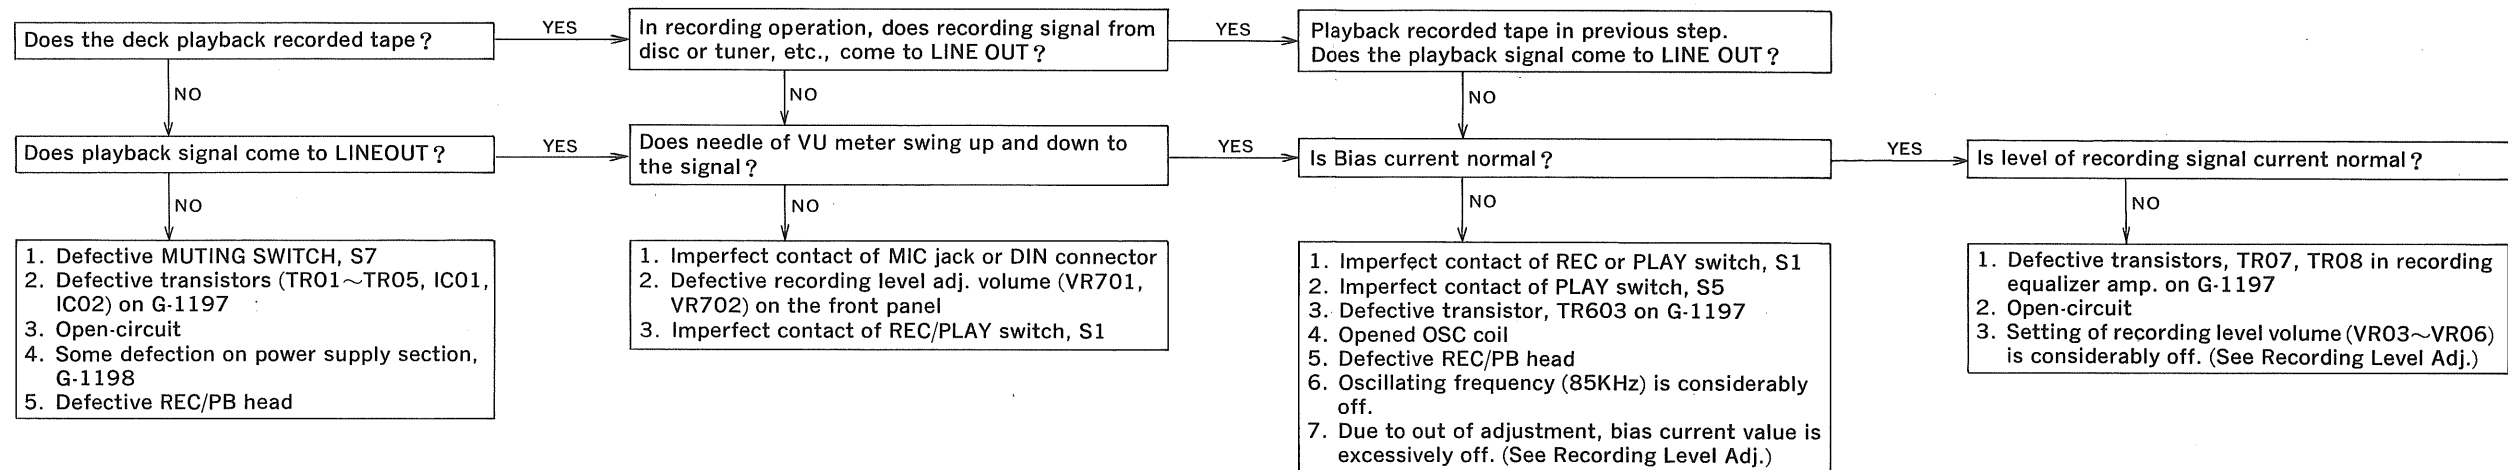 Does the deck playback recorded tape?
YES
In recording operation, does recording signal from
disc or tuner, etc., come to LINE OUT?
YES
Playback recorded tape in previous step.
Does the playback signal come to LINE OUT?
NO
NO
NO
Does playback signal come to LINEOUT?
YES
Does needle of VU meter swing up and down to
the signal?
YES
Is Bias current normal?
YES
Is level of recording signal current normal?
NO
NO
NO
NO
1. Defective MUTING SWITCH, S7
2. Defective transistors (TR01~TR05, IC01,
IC02) on G-1197
3. Open-circuit
4. Some defection on power supply section,
G-1198
5. Defective REC/PB head
1. Imperfect contact of MIC jack or DIN connector
2. Defective recording level adj. volume (VR701,
VR702) on the front panel
3. Imperfect contact of REC/PLAY switch, S1
1. Imperfect contact of REC or PLAY switch, S1
2. Imperfect contact of PLAY switch, S5
3. Defective transistor, TR603 on G-1197
4. Opened OSC coil
5. Defective REC/PB head
6. Oscillating frequency (85KHz) is considerably
off.
7. Due to out of adjustment, bias current value is
excessively off. (See Recording Level Adj.)
1. Defective transistors, TR07, TR08 in recording
equalizer amp. on G-1197
2. Open-circuit
3. Setting of recording level volume (VR03~VR06)
is considerably off. (See Recording Level Adj.)